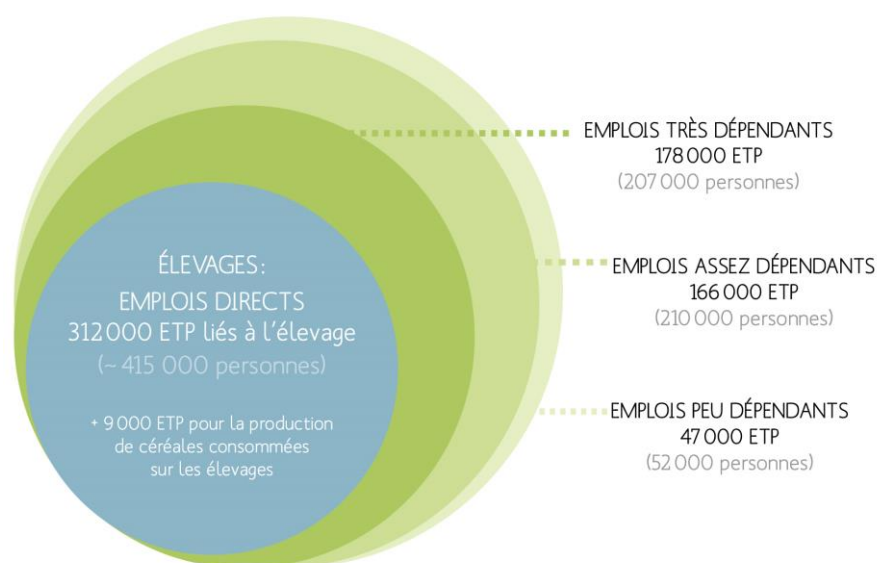 EMPLOIS TRÈS DÉPENDANTS
178 000 ETP
(207 000 personnes)
ÉLEVAGES :
EMPLOIS DIRECTS
312 000 ETP liés à l'élevage
(~ 415 000 personnes)
+ 9 000 ETP pour la production
de céréales consommées
sur les élevages
EMPLOIS ASSEZ DÉPENDANTS
166 000 ETP
(210 000 personnes)
EMPLOIS PEU DÉPENDANTS
47 000 ETP
(52 000 personnes)